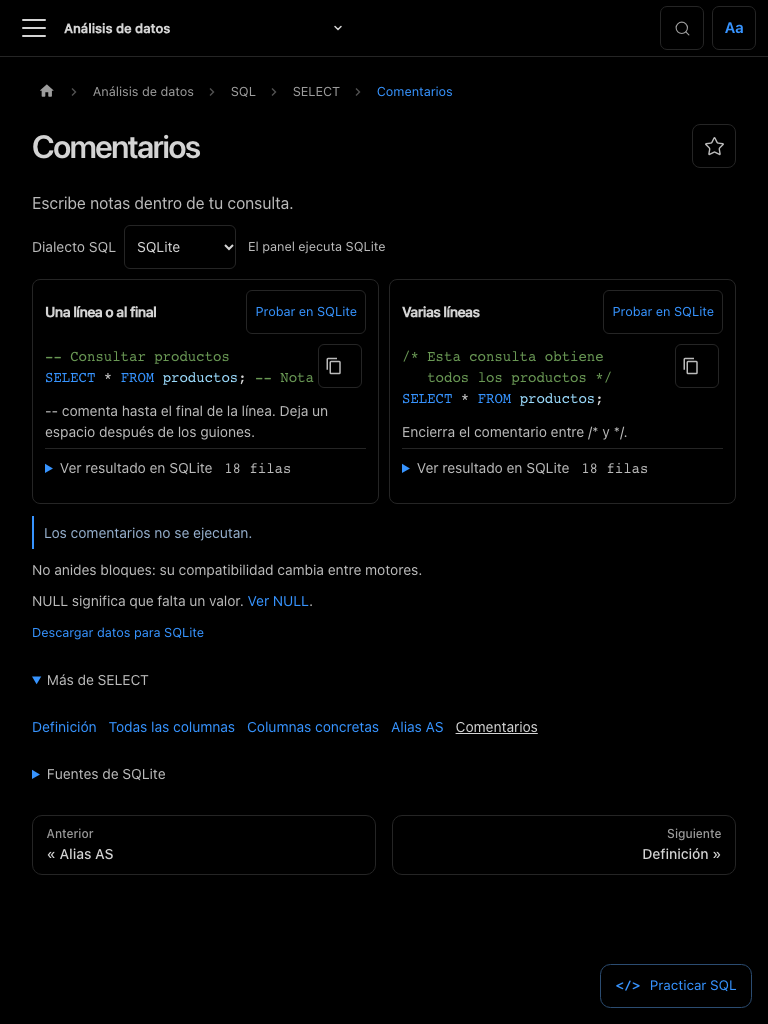 Análisis de datos
Aa
Análisis de datos
SQL
SELECT
Comentarios
Comentarios
Escribe notas dentro de tu consulta.
Dialecto SQL
SQLite
El panel ejecuta SQLite
Una línea o al final
Probar en SQLite
-- Consultar productos
SELECT * FROM productos; -- Nota
-- comenta hasta el final de la línea. Deja un
espacio después de los guiones.
Ver resultado en SQLite 18 filas
Varias líneas
Probar en SQLite
/* Esta consulta obtiene
todos los productos */
SELECT * FROM productos;
Encierra el comentario entre /* y */.
Ver resultado en SQLite 18 filas
Los comentarios no se ejecutan.
No anides bloques: su compatibilidad cambia entre motores.
NULL significa que falta un valor. Ver NULL.
Descargar datos para SQLite
Más de SELECT
Definición Todas las columnas Columnas concretas Alias AS Comentarios
Fuentes de SQLite
Anterior
« Alias AS
Siguiente
Definición »
</> Practicar SQL